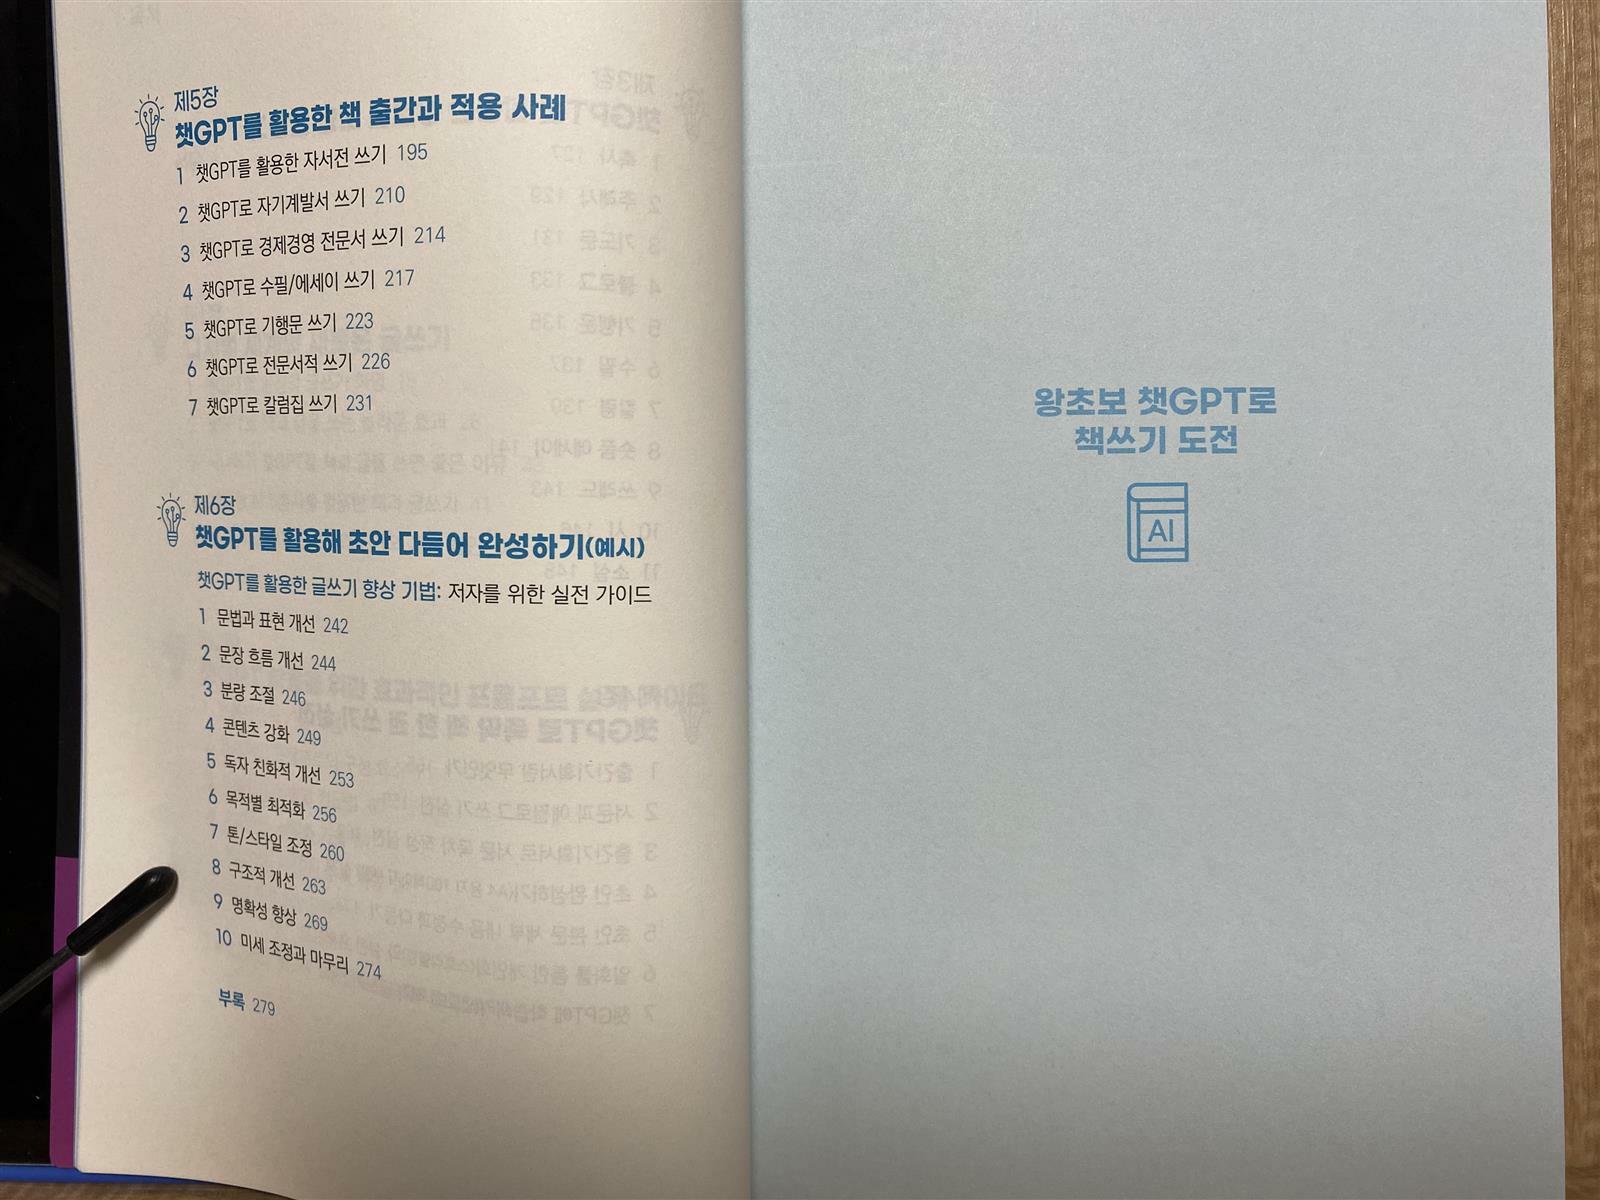 제5장
챗GPT를 활용한 책 출간과 적용 사례
1 챗GPT를 활용한 자서전 쓰기 195
2 챗GPT로 자기계발서 쓰기 210
3 챗GPT로 경제경영 전문서 쓰기 214
4 챗GPT로 수필/에세이 쓰기 217
5 챗GPT로 기행문 쓰기 223
6 챗GPT로 전문서적 쓰기 226
7 챗GPT로 칼럼집 쓰기 231
제6장
챗GPT를 활용해 초안 다듬어 완성하기(예시)
챗GPT를 활용한 글쓰기 향상 기법: 저자를 위한 실전 가이드
1 문법과 표현 개선 242
2 문장 흐름 개선 244
3 분량 조절 246
4 콘텐츠 강화 249
5 독자 친화적 개선 253
6 목적별 최적화 256
7 톤/스타일 조정 260
8 구조적 개선 263
9 명확성 향상 269
10 미세 조정과 마무리 274
부록 279
왕초보 챗GPT로
책쓰기 도전
AI